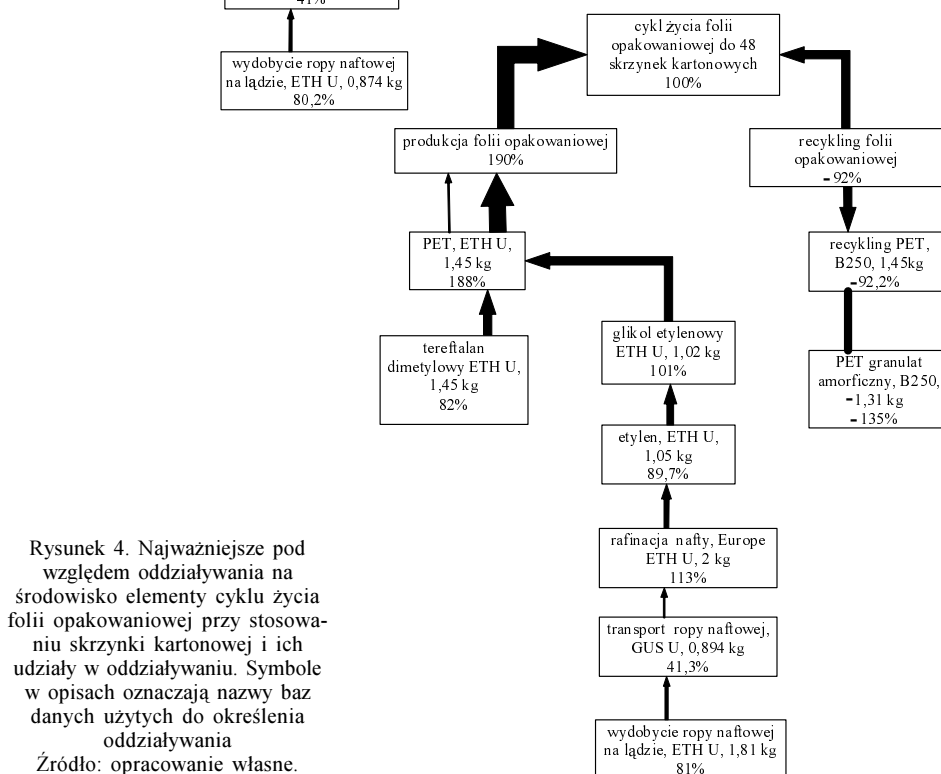 41%
wydobycie ropy naftowej
na lądzie, ETH U, 0,874 kg
80,2%
cykl życia folii
opakowaniowej do 48
skrzynek kartonowych
100%
produkcja folii opakowaniowej
190%
recykling folii
opakowaniowej
-92%
PET, ETH U,
1,45 kg
188%
recykling PET,
B250, 1,45kg
-92,2%
tereftalan
dimetylowy ETH U,
1,45 kg
82%
glikol etylenowy
ETH U, 1,02 kg
101%
PET granulat
amorficzny, B250,
-1,31 kg
-135%
etylen, ETH U,
1,05 kg
89,7%
rafinacja nafty, Europe
ETH U, 2 kg
113%
transport ropy naftowej,
GUS U, 0,894 kg
41,3%
wydobycie ropy naftowej
na lądzie, ETH U, 1,81 kg
81%
Rysunek 4. Najważniejsze pod
względem oddziaływania na
środowisko elementy cyklu życia
folii opakowaniowej przy stosowa-
niu skrzynki kartonowej i ich
udziały w oddziaływaniu. Symbole
w opisach oznaczają nazwy baz
danych użytych do określenia
oddziaływania
Źródło: opracowanie własne.